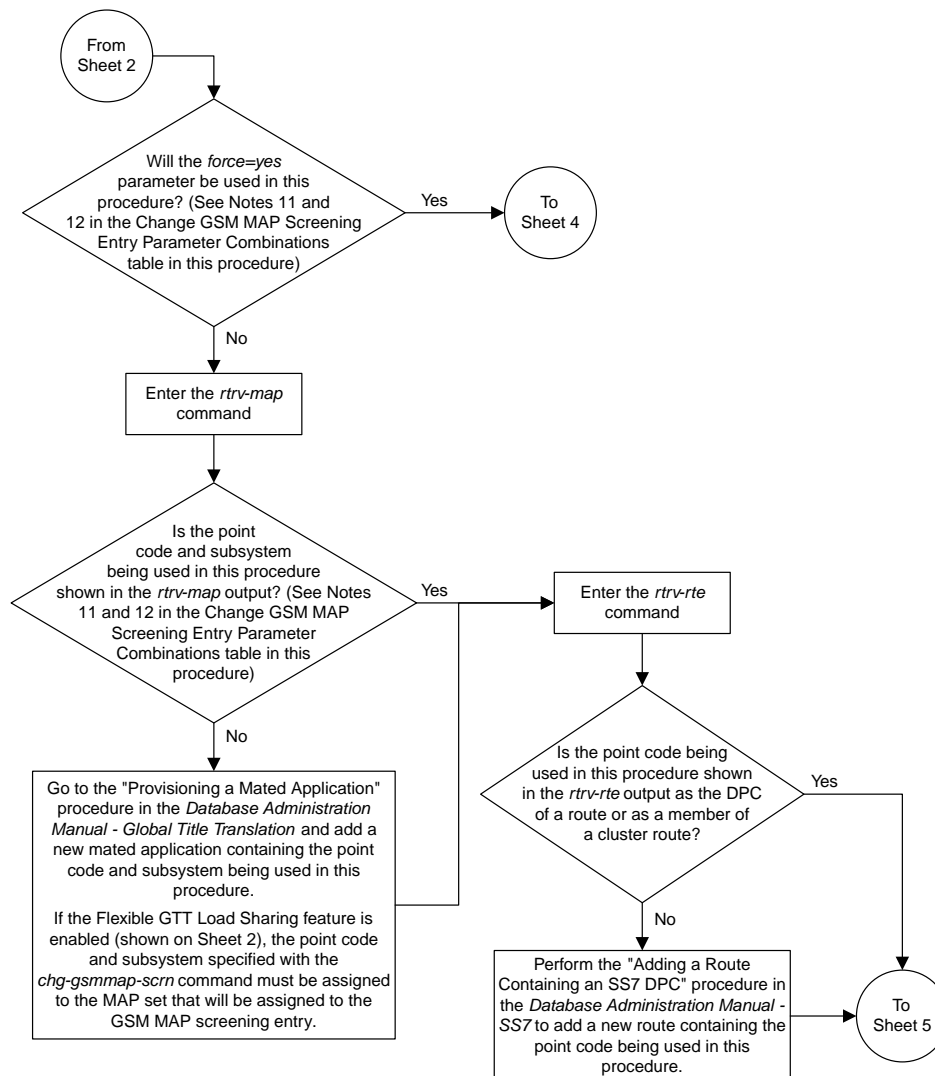 From
Sheet 2
Will the force=yes
parameter be used in this
procedure? (See Notes 11 and
12 in the Change GSM MAP Screening
Entry Parameter Combinations
table in this procedure)
Yes
To
Sheet 4
No
Enter the rtrv-map
command
Is the point
code and subsystem
being used in this procedure
shown in the rtrv-map output? (See Notes
11 and 12 in the Change GSM MAP
Screening Entry Parameter
Combinations table in this
procedure)
Yes
Enter the rtrv-rte
command
No
Go to the "Provisioning a Mated Application"
procedure in the Database Administration
Manual - Global Title Translation and add a
new mated application containing the point
code and subsystem being used in this
procedure.
If the Flexible GTT Load Sharing feature is
enabled (shown on Sheet 2), the point code
and subsystem specified with the
chg-gsmmap-scrn command must be assigned
to the MAP set that will be assigned to the
GSM MAP screening entry.
Is the point code being
used in this procedure shown
in the rtrv-rte output as the DPC
of a route or as a member of
a cluster route?
Yes
No
Perform the "Adding a Route
Containing an SS7 DPC" procedure in
the Database Administration Manual -
SS7 to add a new route containing the
point code being used in this
procedure.
To
Sheet 5